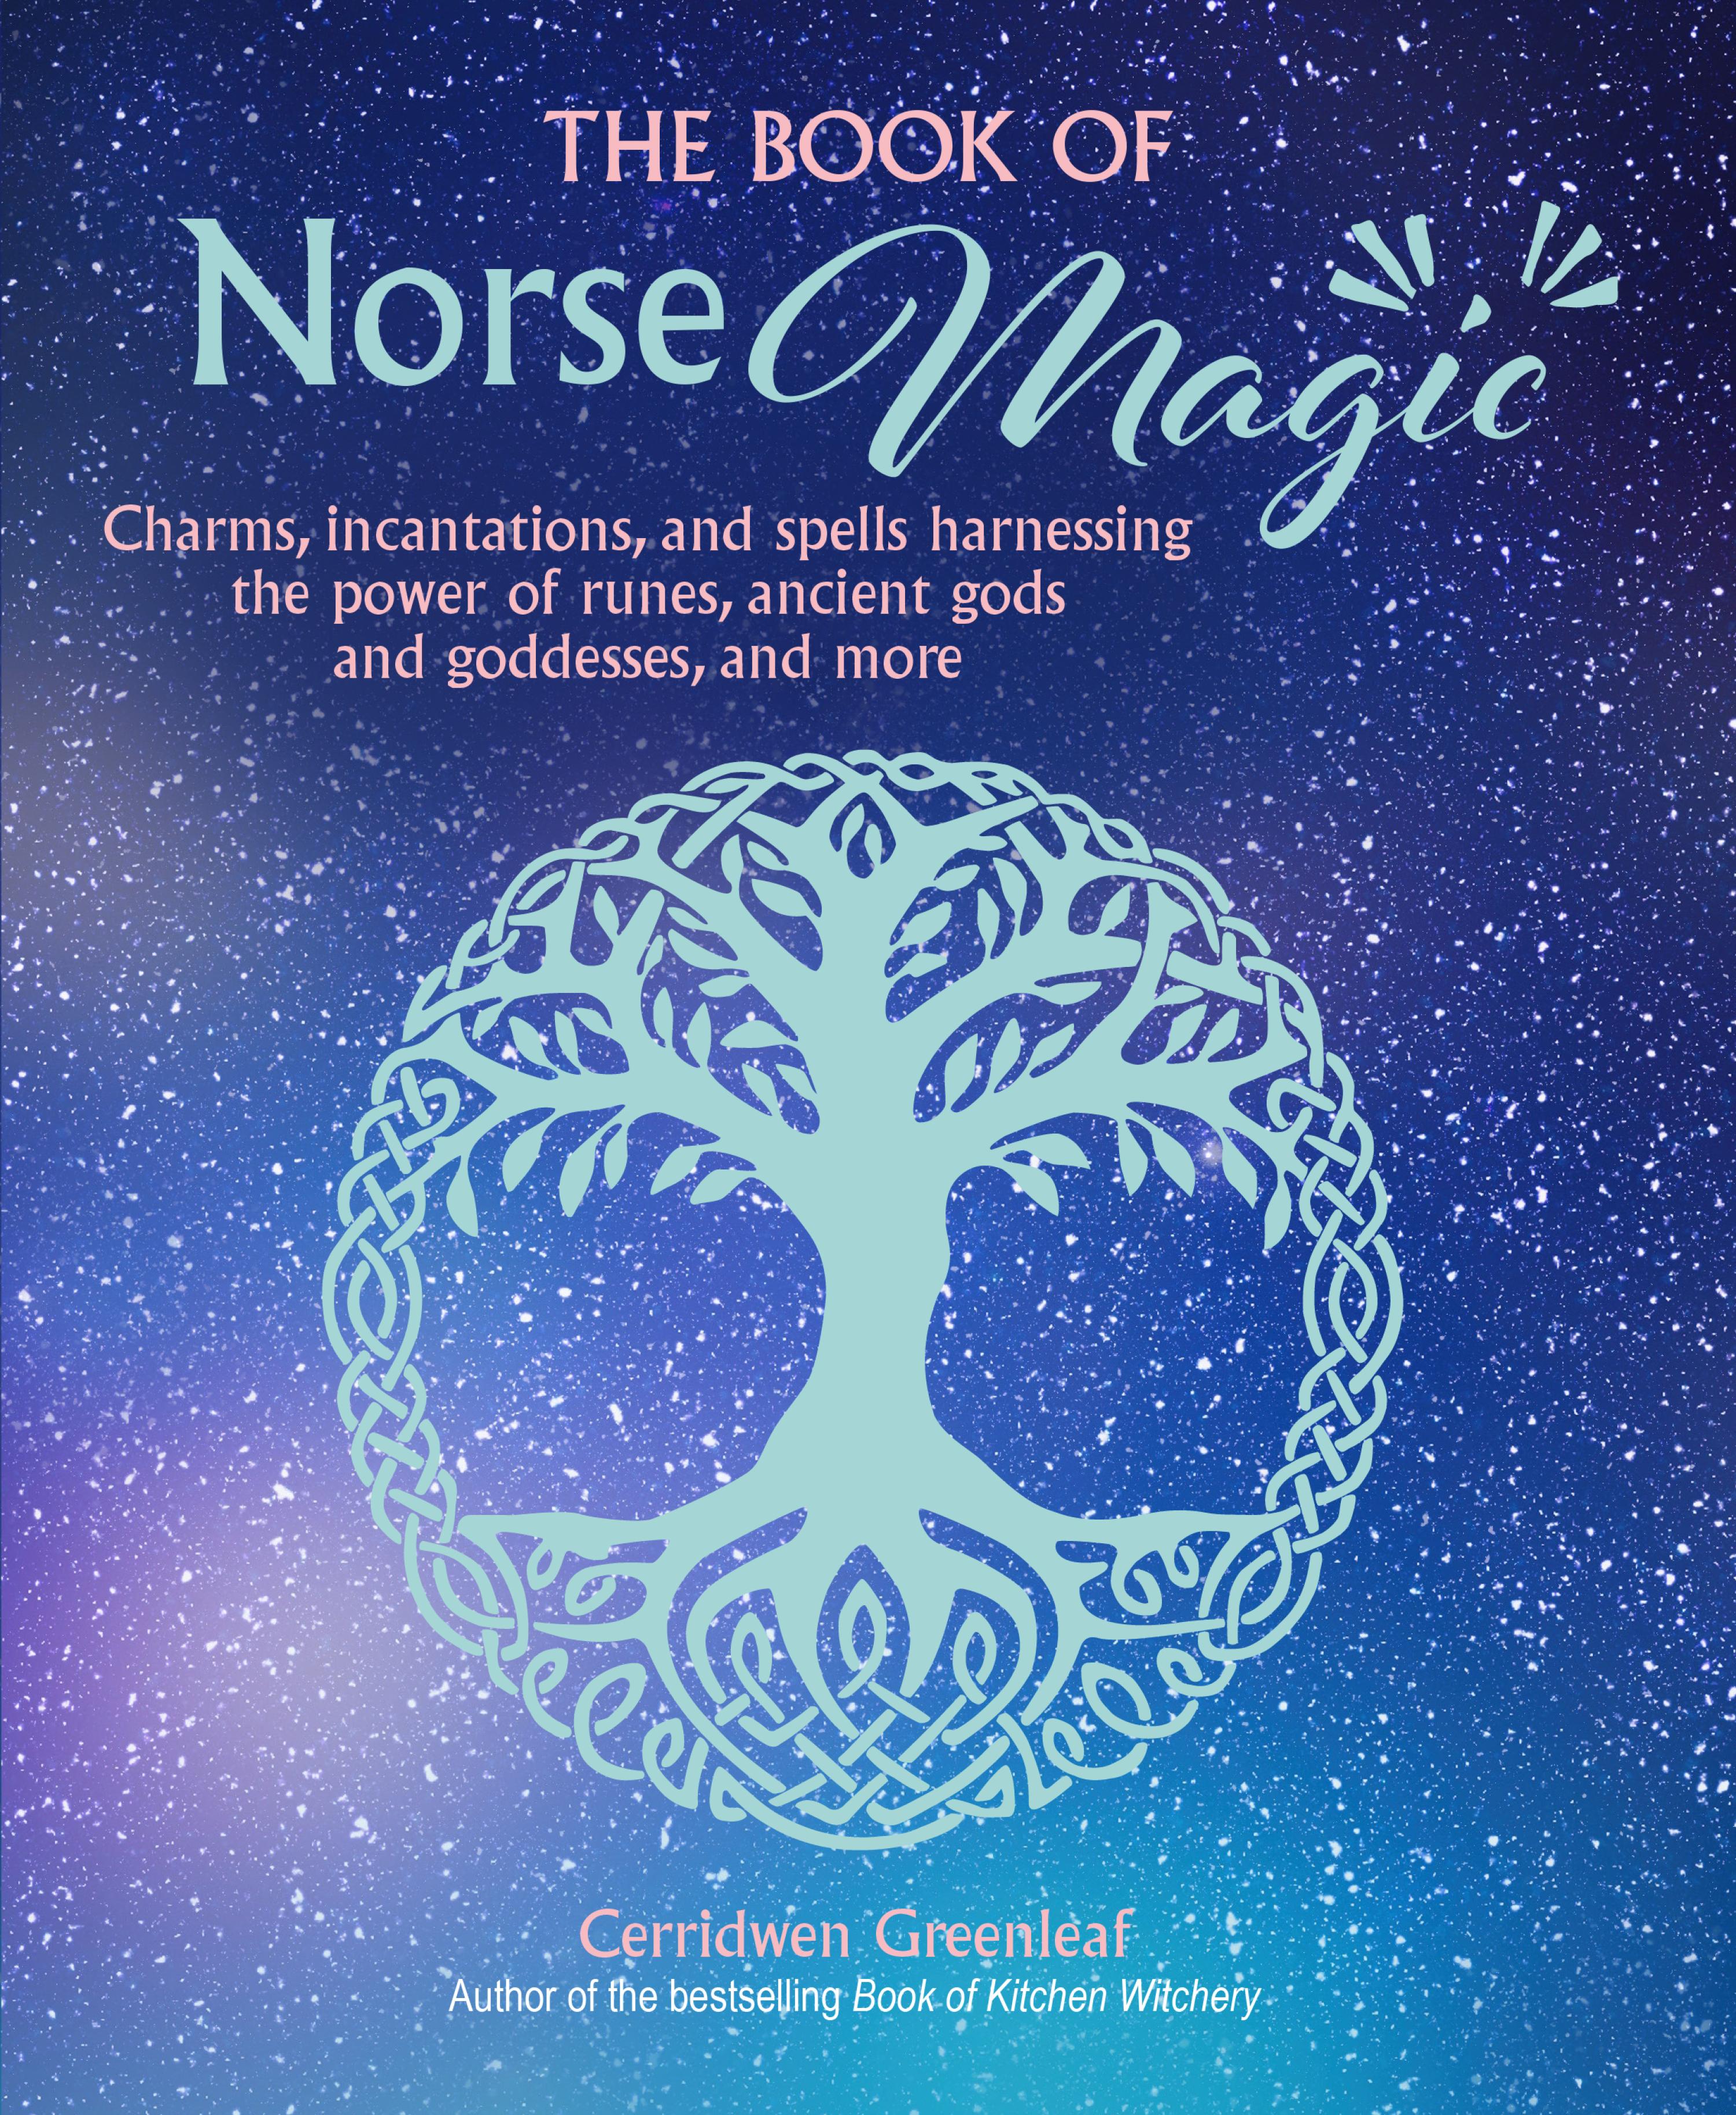 THE BOOK OF
Norse Magic
Charms, incantations, and spells harnessing
the power of runes, ancient gods
and goddesses, and more
Cerridwen Greenleaf
Author of the bestselling Book of Kitchen Witchery